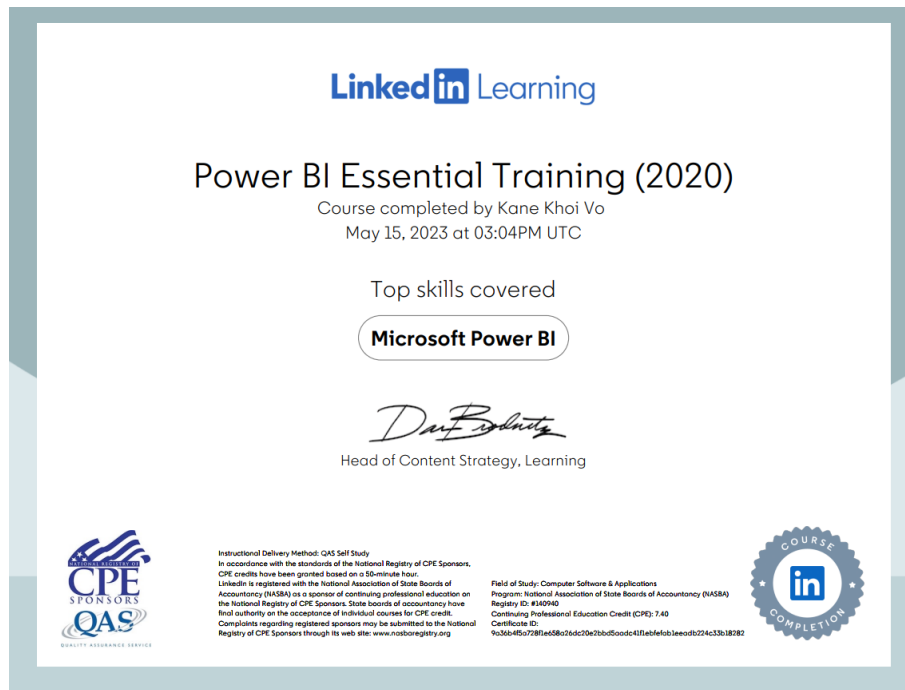 Linked in Learning
Power BI Essential Training (2020)
Course completed by Kane Khoi Vo
May 15, 2023 at 03:04PM UTC
Top skills covered
Microsoft Power BI
Head of Content Strategy, Learning
NATIONAL REGISTRY OF
CPE
SPONSORS
QAS
QUALITY ASSURANCE SERVICE
Instructional Delivery Method: QAS Self Study
In accordance with the standards of the National Registry of CPE Sponsors,
CPE credits have been granted based on a 50-minute hour.
LinkedIn is registered with the National Association of State Boards of
Accountancy (NASBA) as a sponsor of continuing professional education on
the National Registry of CPE Sponsors. State boards of accountancy have
final authority on the acceptance of individual courses for CPE credit.
Complaints regarding registered sponsors may be submitted to the National
Registry of CPE Sponsors through its web site: www.nasbaregistry.org
Field of Study: Computer Software & Applications
Program: National Association of State Boards of Accountancy (NASBA)
Registry ID: #140940
Continuing Professional Education Credit (CPE): 7.40
Certificate ID:
COURSE
in
COMPLETION